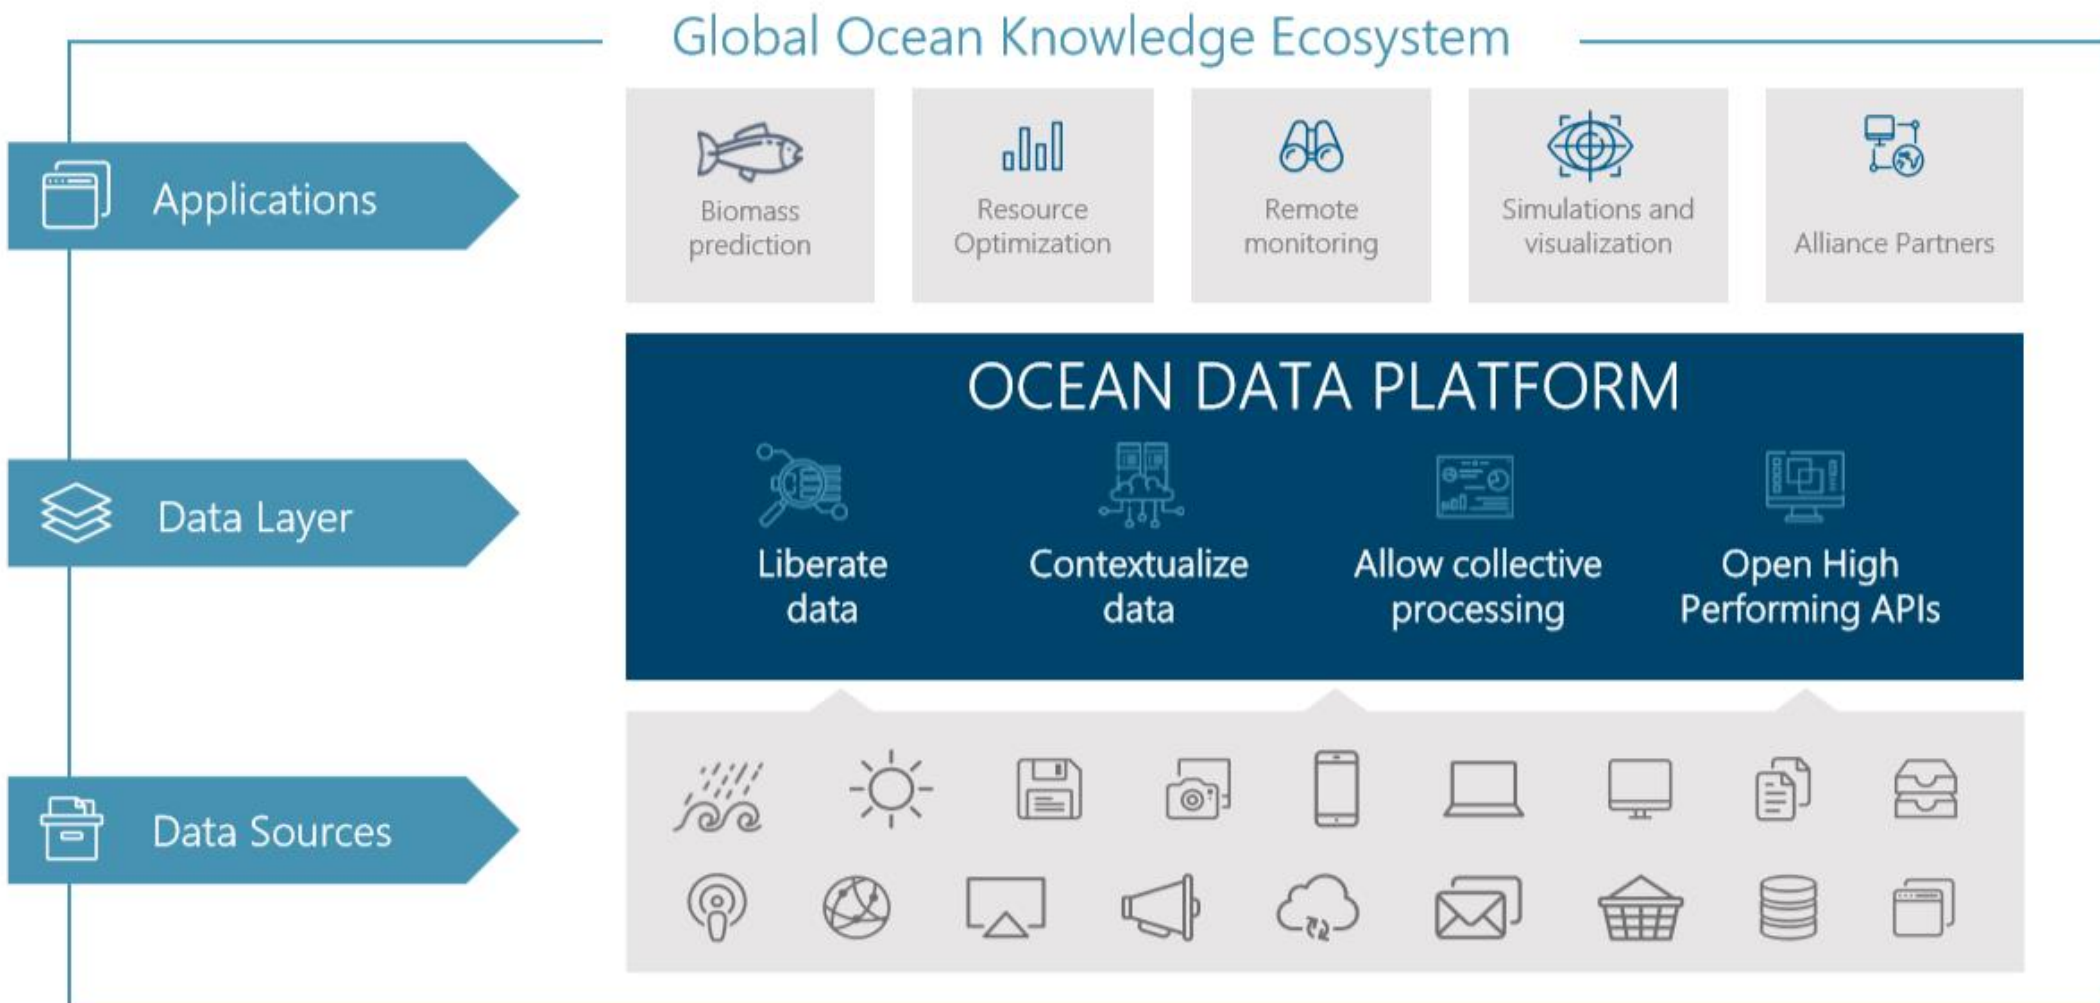 Global Ocean Knowledge Ecosystem
Applications
Biomass
prediction
Resource
Optimization
Remote
monitoring
Simulations and
visualization
Alliance Partners
Data Layer
OCEAN DATA PLATFORM
Liberate
data
Contextualize
data
Allow collective
processing
Open High
Performing APIs
Data Sources